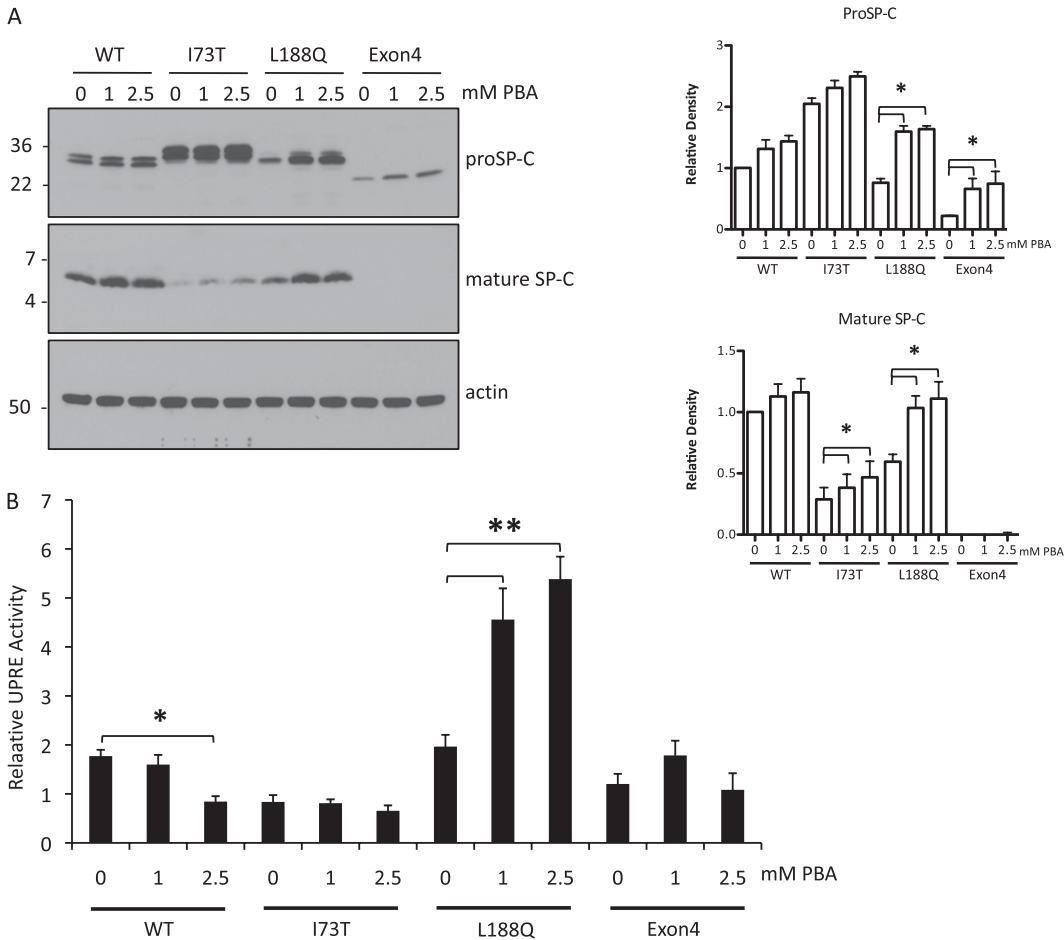 A
WT I73T L188Q Exon4
0 1 2.5 0 1 2.5 0 1 2.5 0 1 2.5 mM PBA
36 -
22 -
proSP-C
7 -
4 -
mature SP-C
50 -
actin
ProSP-C
Relative Density
3
2
1
0
* *
0 1 2.5 0 1 2.5 0 1 2.5 0 1 2.5 mM PBA
WT I73T L188Q Exon4
Mature SP-C
Relative Density
1.5
1.0
0.5
0.0
* *
0 1 2.5 0 1 2.5 0 1 2.5 0 1 2.5 mM PBA
WT I73T L188Q Exon4
B
Relaative UPRE Activity
7
6
5
4
3
2
1
0
* **
0 1 2.5 0 1 2.5 0 1 2.5 0 1 2.5 mM PBA
WT I73T L188Q Exon4